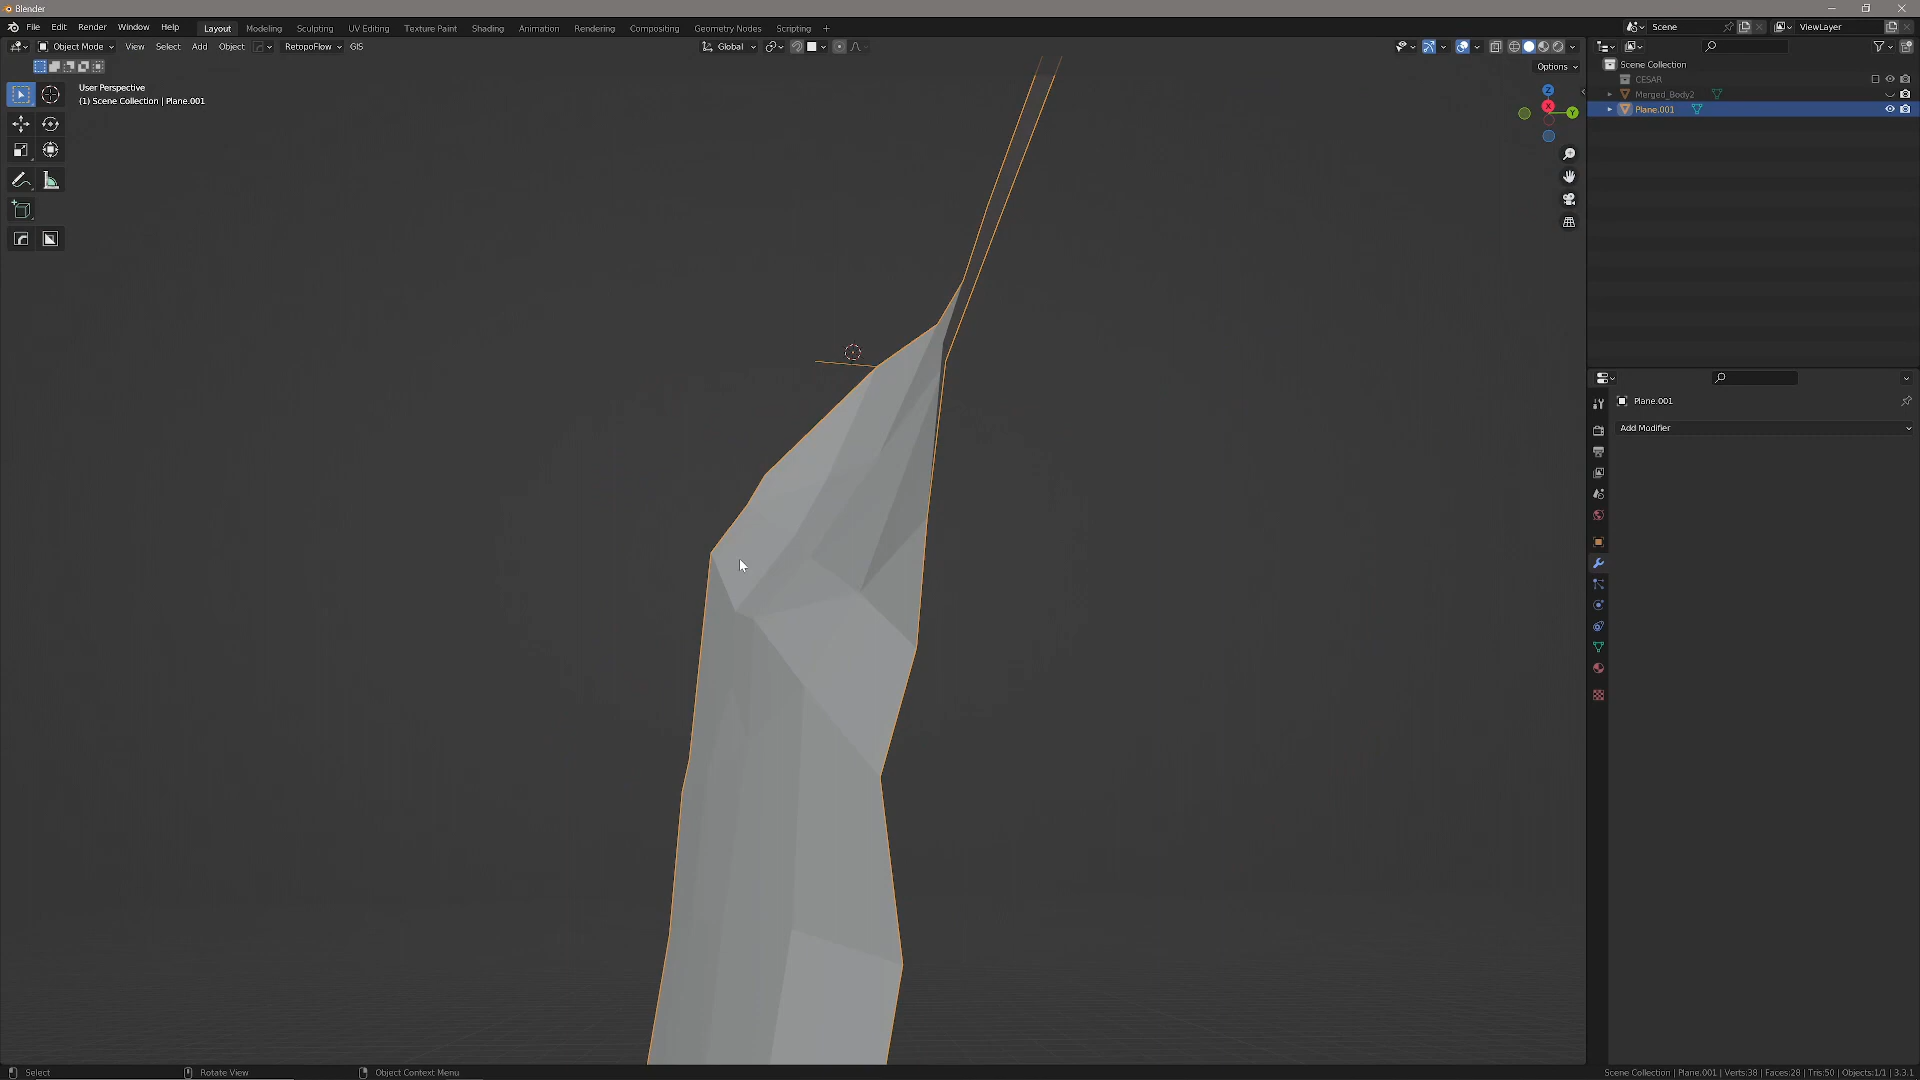 Blender
File Edit Render Window Help Layout Modeling Sculpting UV Editing Texture Paint Shading Animation Rendering Compositing Geometry Nodes Scripting + Scene ViewLayer
Object Mode View Select Add Object RetopoFlow GIS Global
Options
User Perspective
(1) Scene Collection | Plane.001
Z
X
Y
Scene Collection
CESAR
Merged_Body2
Plane.001
Plane.001
Add Modifier
Select Rotate View Object Context Menu Scene Collection | Plane.001 | Verts:38 | Faces:28 | Tris:50 | Objects:1/1 | 3.3.1